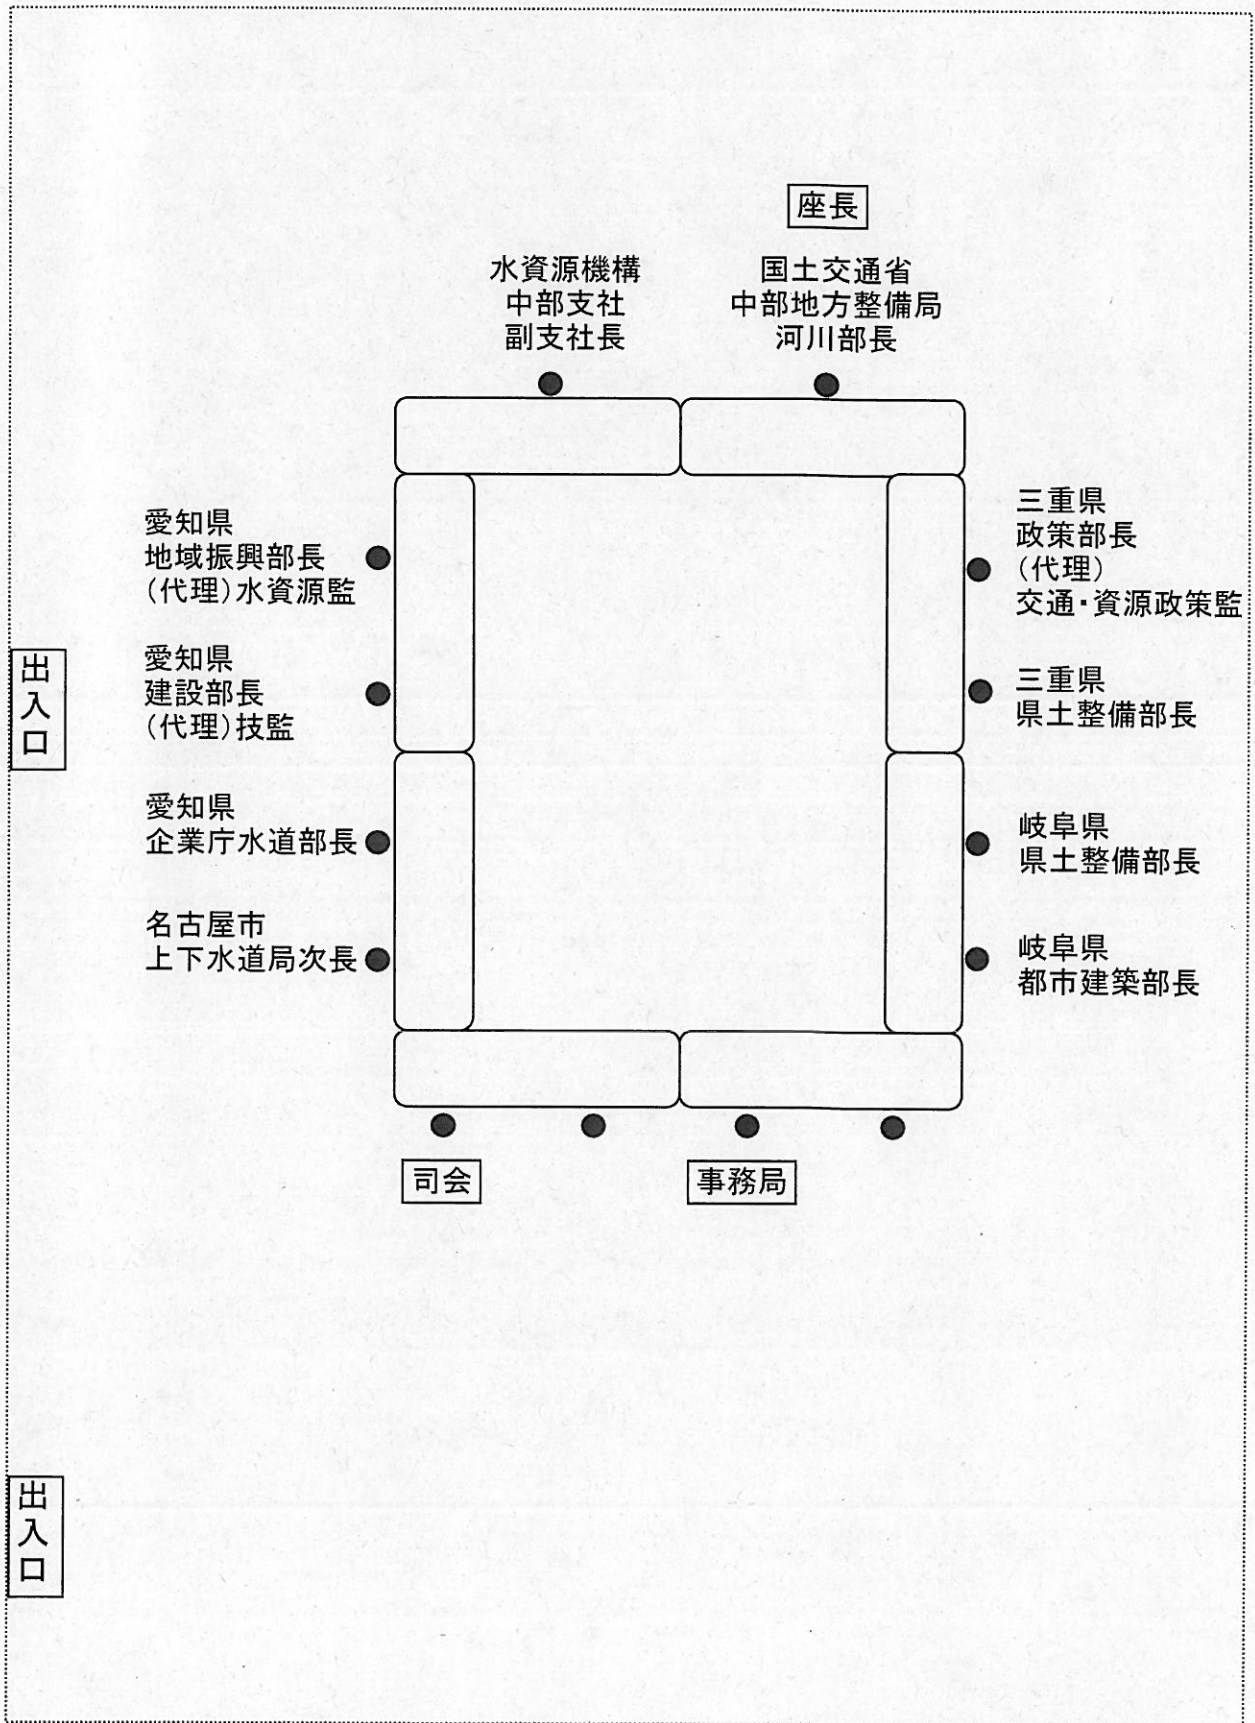 座長
水資源機構
中部支社
副支社長
国土交通省
中部地方整備局
河川部長
愛知県
地域振興部長
(代理)水資源監
愛知県
建設部長
(代理)技監
愛知県
企業庁水道部長
名古屋市
上下水道局次長
三重県
政策部長
(代理)
交通・資源政策監
三重県
県土整備部長
岐阜県
県土整備部長
岐阜県
都市建築部長
司会
事務局
出入口
出入口